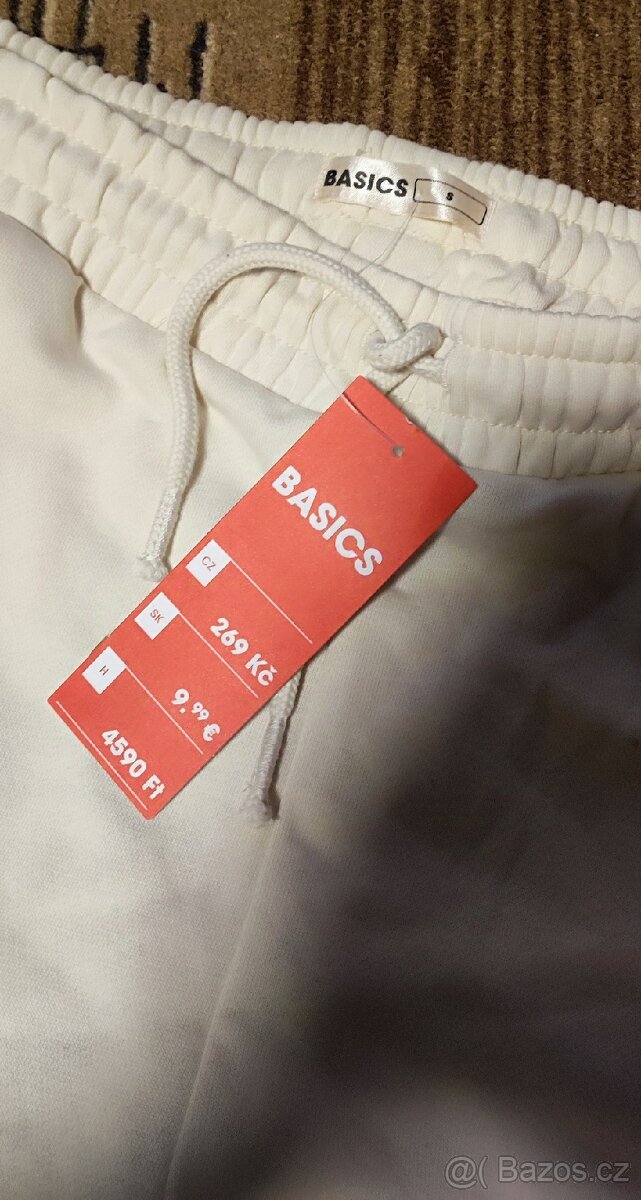 BASICS
S
BASICS
CZ
269 Kč
SK
9.99 €
H
4590 Ft
@( Bazos.cz